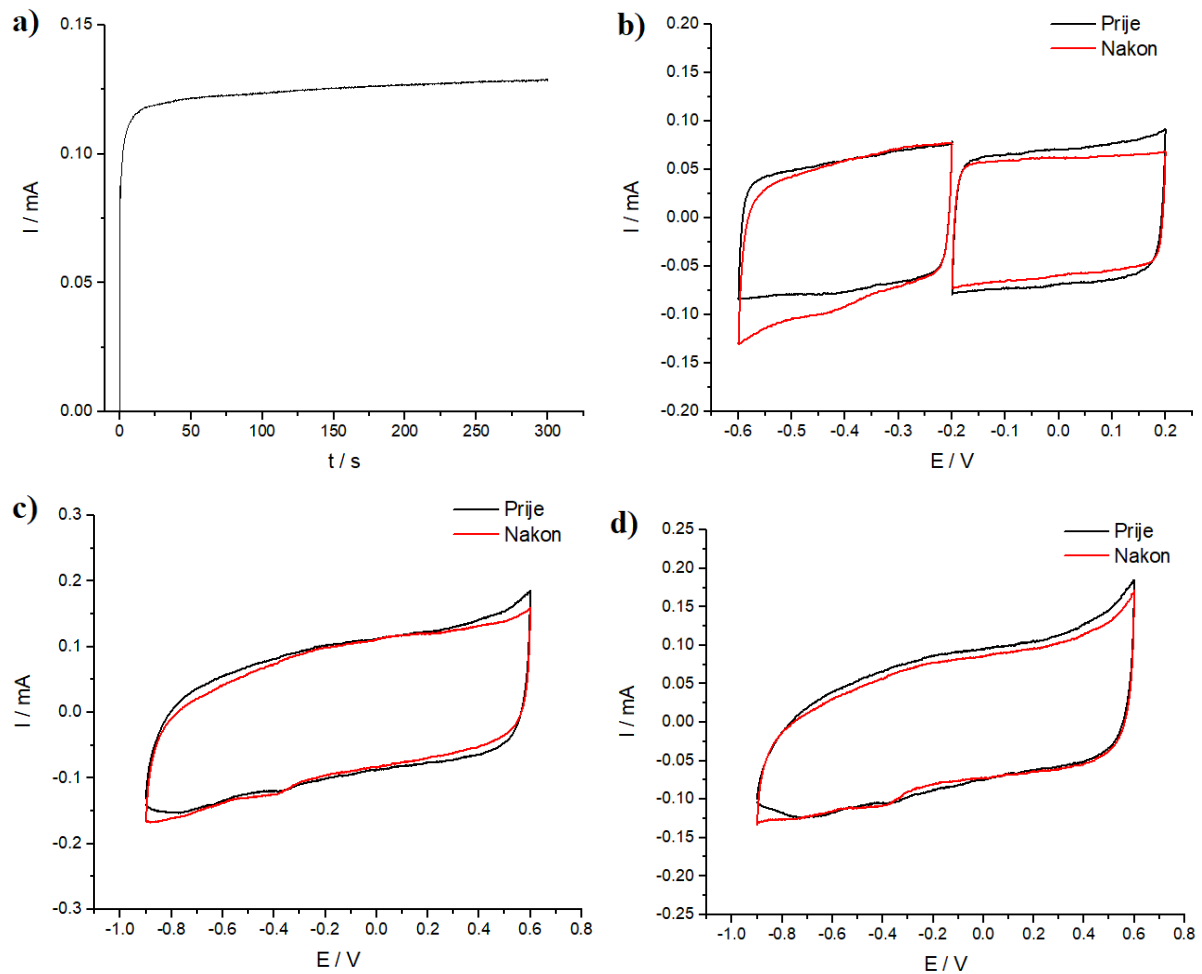 a)
0.15
0.10
0.05
0.00
I / mA
0 50 100 150 200 250 300
t / s
b)
Prije
Nakon
0.20
0.15
0.10
0.05
0.00
-0.05
-0.10
-0.15
-0.20
I / mA
-0.6 -0.5 -0.4 -0.3 -0.2 -0.1 0.0 0.1 0.2
E / V
c)
Prije
Nakon
0.3
0.2
0.1
0.0
-0.1
-0.2
-0.3
I / mA
-1.0 -0.8 -0.6 -0.4 -0.2 0.0 0.2 0.4 0.6 0.8
E / V
d)
Prije
Nakon
0.25
0.20
0.15
0.10
0.05
0.00
-0.05
-0.10
-0.15
-0.20
-0.25
I / mA
-1.0 -0.8 -0.6 -0.4 -0.2 0.0 0.2 0.4 0.6 0.8
E / V